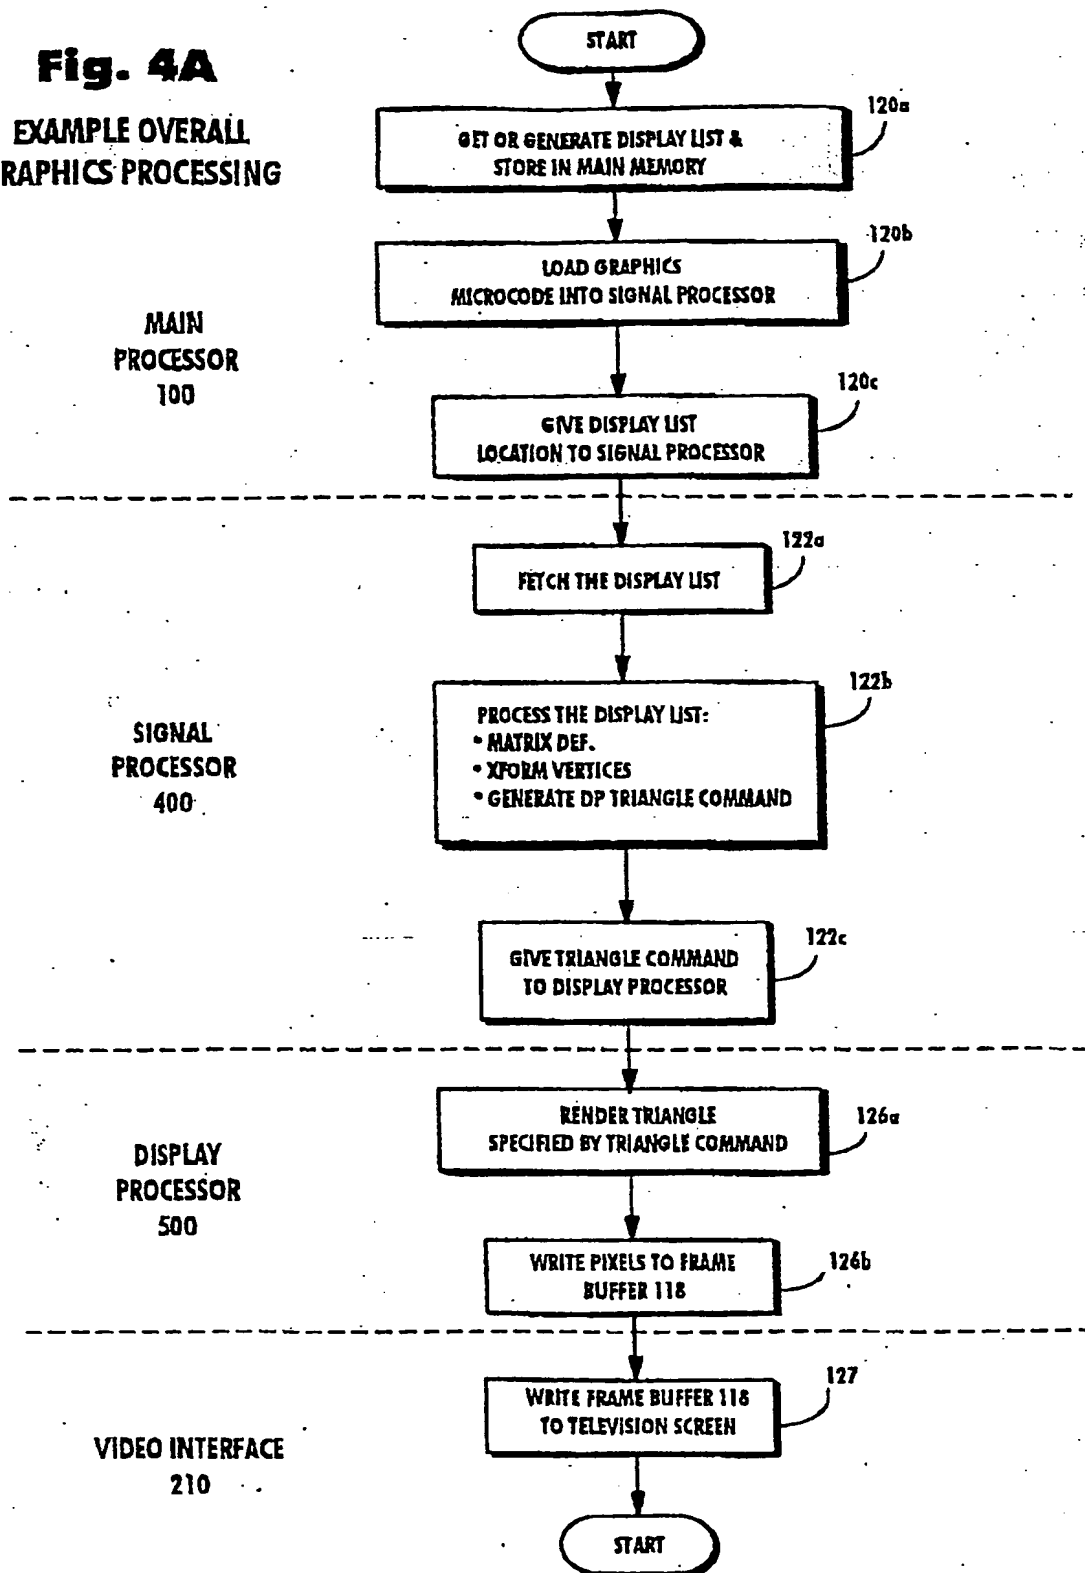 Fig. 4A
EXAMPLE OVERALL
RAPHICS PROCESSING
START
120a
GET OR GENERATE DISPLAY LIST &
STORE IN MAIN MEMORY
120b
LOAD GRAPHICS
MICROCODE INTO SIGNAL PROCESSOR
MAIN
PROCESSOR
100
120c
GIVE DISPLAY LIST
LOCATION TO SIGNAL PROCESSOR
122a
FETCH THE DISPLAY LIST
122b
PROCESS THE DISPLAY LIST:
• MATRIX DEF.
• XFORM VERTICES
• GENERATE DP TRIANGLE COMMAND
SIGNAL
PROCESSOR
400
122c
GIVE TRIANGLE COMMAND
TO DISPLAY PROCESSOR
126a
RENDER TRIANGLE
SPECIFIED BY TRIANGLE COMMAND
DISPLAY
PROCESSOR
500
126b
WRITE PIXELS TO FRAME
BUFFER 118
127
WRITE FRAME BUFFER 118
TO TELEVISION SCREEN
VIDEO INTERFACE
210
START